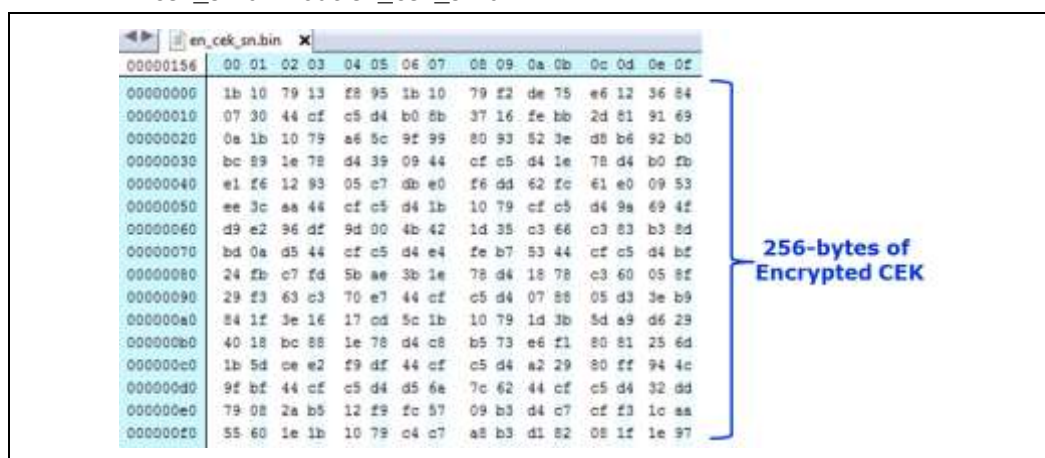 en_cek_sn.bin x
00000156 00 01 02 03 04 05 06 07 08 09 0a 0b 0c 0d 0e 0f
00000000 1b 10 79 13 f8 95 1b 10 79 f2 de 75 e6 12 36 84
00000010 07 30 44 cf c5 d4 b0 8b 37 16 fe bb 2d 81 91 69
00000020 0a 1b 10 79 a6 5c 9f 99 80 93 52 3e d8 b6 92 b0
00000030 bc 89 1e 78 d4 39 09 44 cf c5 d4 1e 78 d4 b0 fb
00000040 e1 f6 12 93 05 c7 db e0 f6 dd 62 fc 61 e0 09 53
00000050 ee 3c aa 44 cf c5 d4 1b 10 79 cf c5 d4 9a 69 4f
00000060 d9 e2 96 df 9d 00 4b 42 1d 35 c3 66 c3 83 b3 8d
00000070 bd 0a d5 44 cf c5 d4 e4 fe b7 53 44 cf c5 d4 bf
00000080 24 fb c7 fd 5b ae 3b 1e 78 d4 18 78 c3 60 05 8f
00000090 29 f3 63 c3 70 e7 44 cf c5 d4 07 88 05 d3 3e b9
000000a0 84 1f 3e 16 17 cd 5c 1b 10 79 1d 3b 5d a9 d6 29
000000b0 40 18 bc 88 1e 78 d4 c8 b5 73 e6 f1 80 81 25 6d
000000c0 1b 5d ce e2 f9 df 44 cf c5 d4 a2 29 80 ff 94 4c
000000d0 9f bf 44 cf c5 d4 d5 6a 7c 62 44 cf c5 d4 32 dd
000000e0 79 08 2a b5 12 f9 fc 57 09 b3 d4 c7 cf f3 1c aa
000000f0 55 60 1e 1b 10 79 c4 c7 a8 b3 d1 82 08 1f 1e 97
256-bytes of
Encrypted CEK